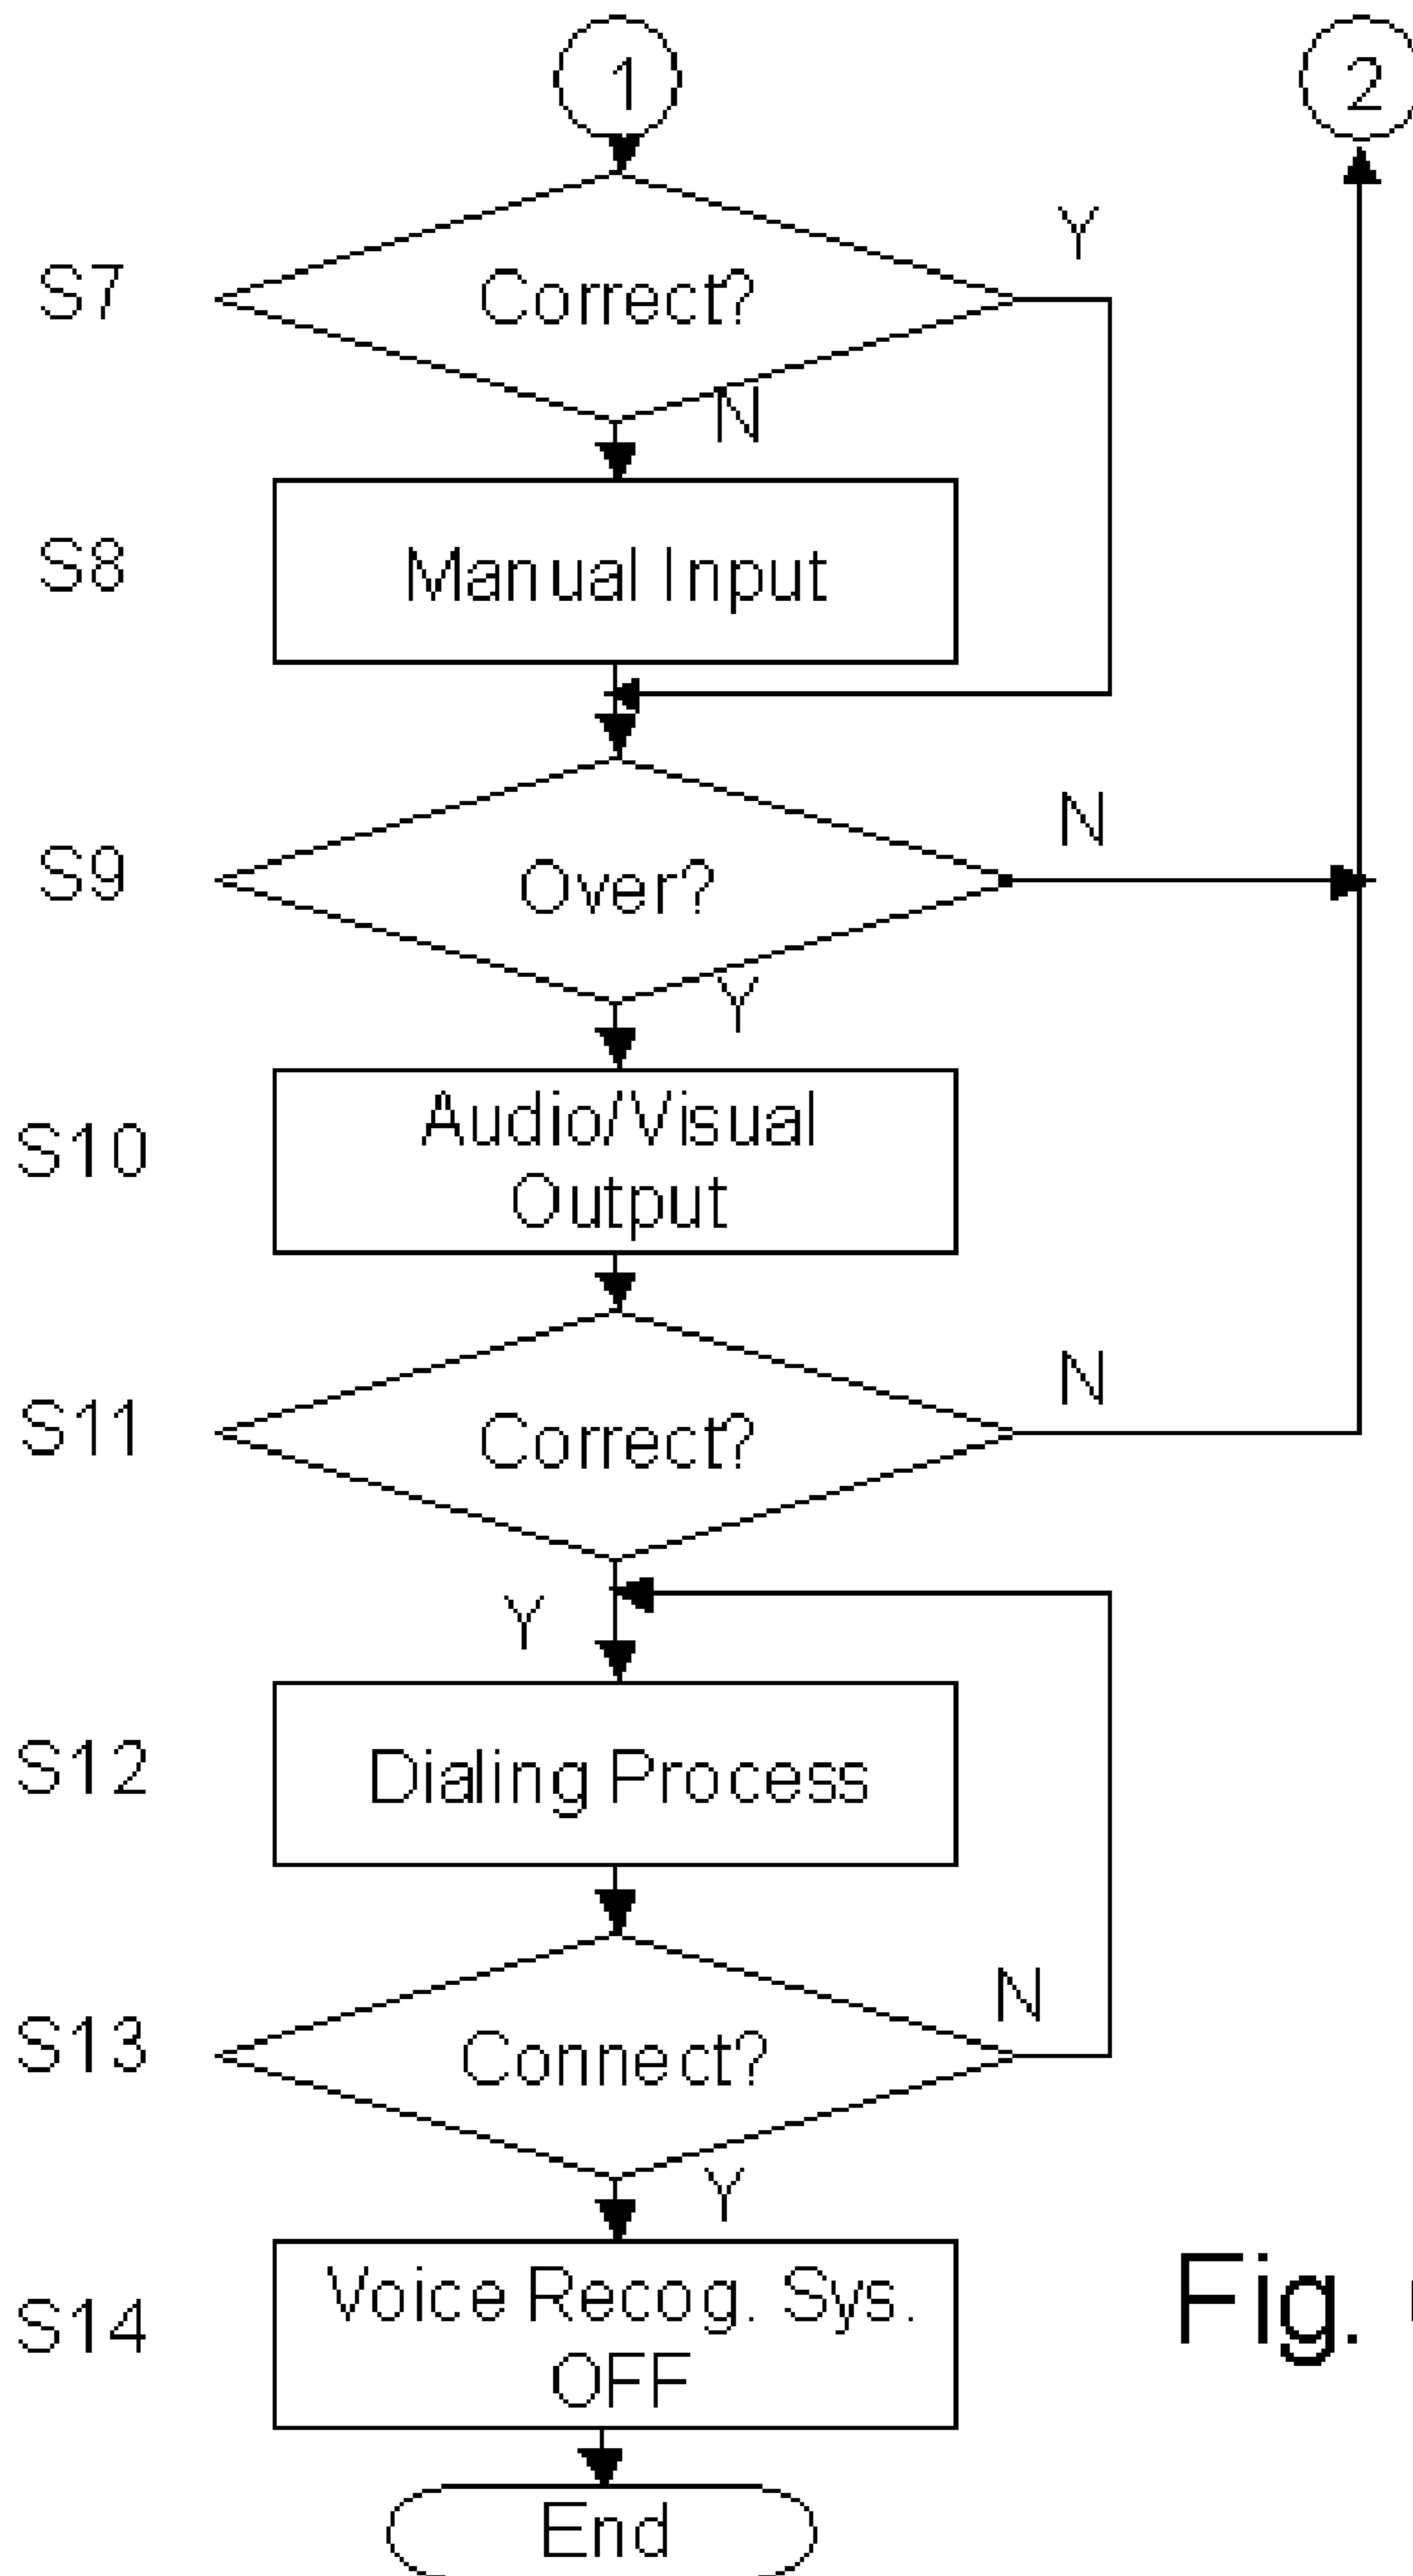 1
2
Y
S7
Correct?
N
S8
Manual Input
N
S9
Over?
Y
Audio/Visual
S10
Output
N
S11
Correct?
Y
S12
Dialing Process
N
S13
Connect?
Y
Voice Recog. Sys.
S14
OFF
Fig.
End